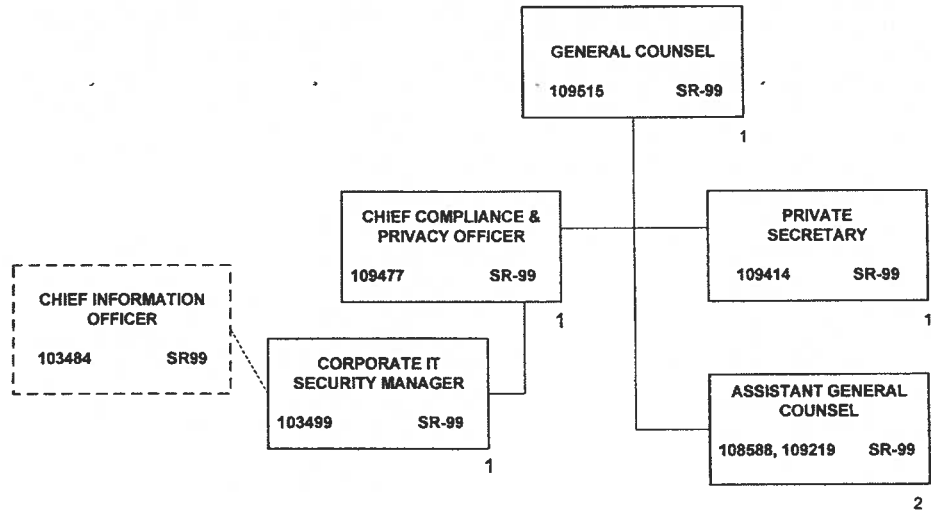 GENERAL COUNSEL
109515 SR-99
1
CHIEF COMPLIANCE &
PRIVACY OFFICER
109477 SR-99
1
PRIVATE
SECRETARY
109414 SR-99
1
CHIEF INFORMATION
OFFICER
103484 SR99
CORPORATE IT
SECURITY MANAGER
103499 SR-99
1
ASSISTANT GENERAL
COUNSEL
108588, 109219 SR-99
2